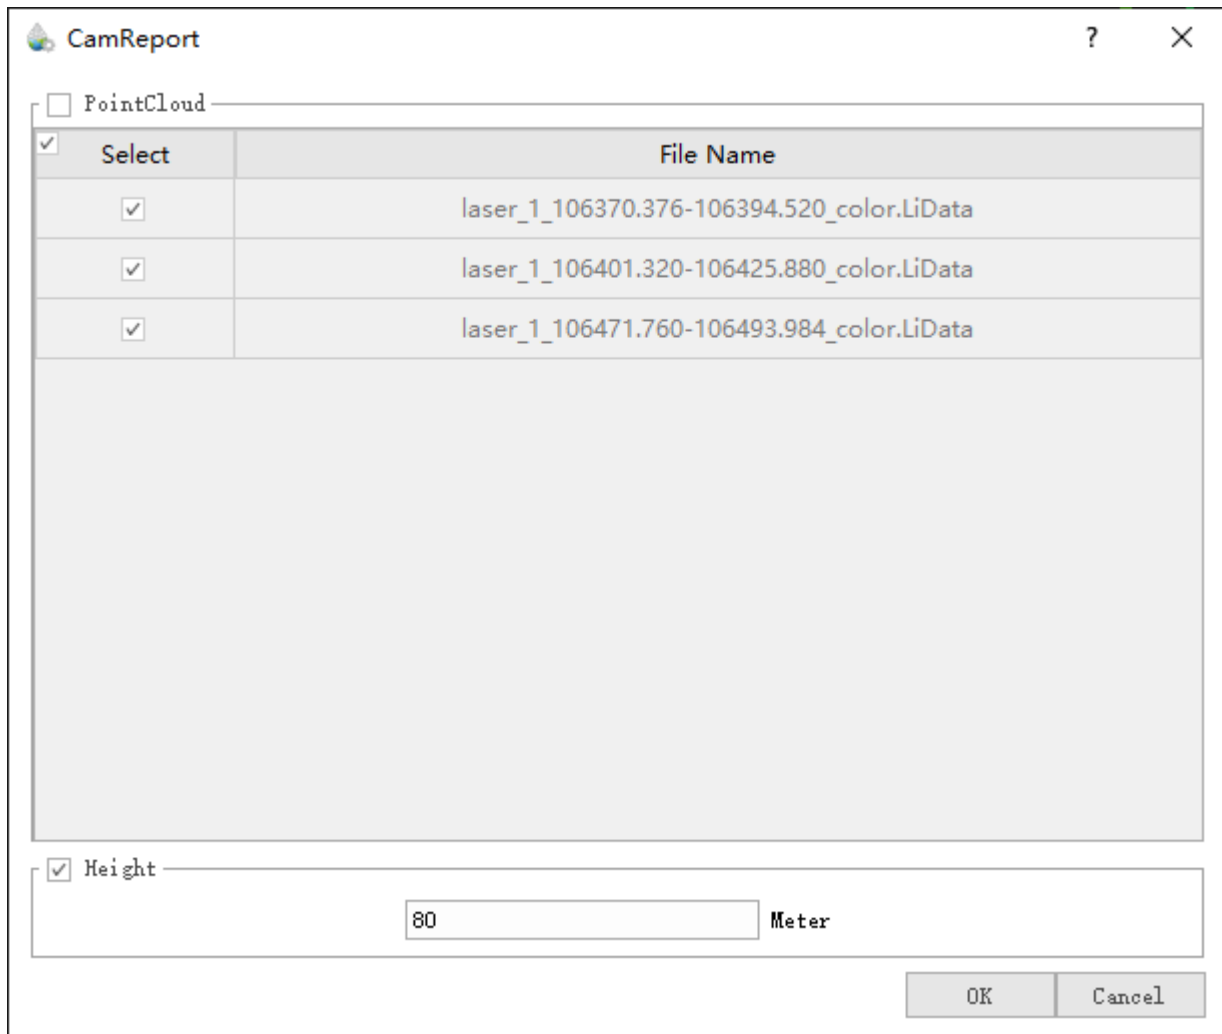 CamReport ?
PointCloud
Select File Name
laser_1_106370.376-106394.520_color.LiData
laser_1_106401.320-106425.880_color.LiData
laser_1_106471.760-106493.984_color.LiData
Height
80 Meter
OK Cancel